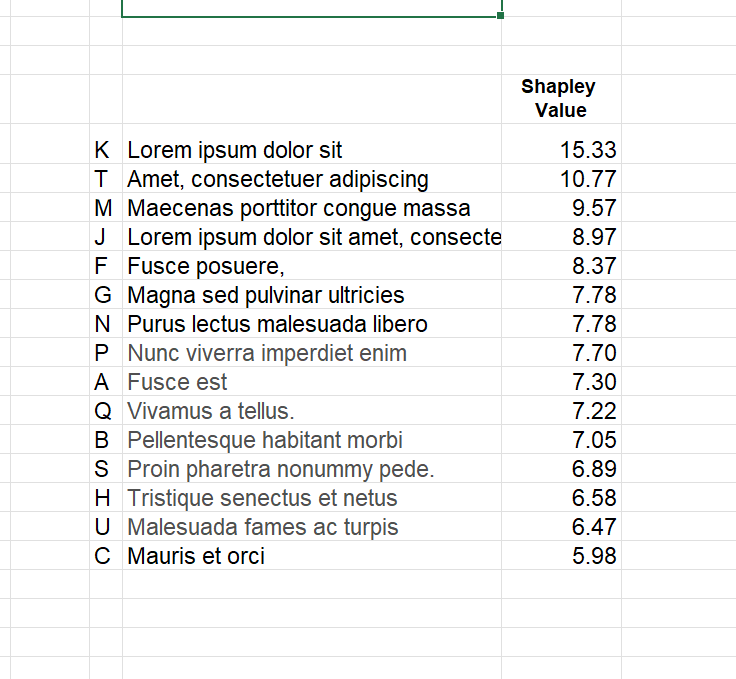 Shapley
Value
K Lorem ipsum dolor sit 15.33
T Amet, consectetuer adipiscing 10.77
M Maecenas porttitor congue massa 9.57
J Lorem ipsum dolor sit amet, consecte 8.97
F Fusce posuere, 8.37
G Magna sed pulvinar ultricies 7.78
N Purus lectus malesuada libero 7.78
P Nunc viverra imperdiet enim 7.70
A Fusce est 7.30
Q Vivamus a tellus. 7.22
B Pellentesque habitant morbi 7.05
S Proin pharetra nonummy pede. 6.89
H Tristique senectus et netus 6.58
U Malesuada fames ac turpis 6.47
C Mauris et orci 5.98